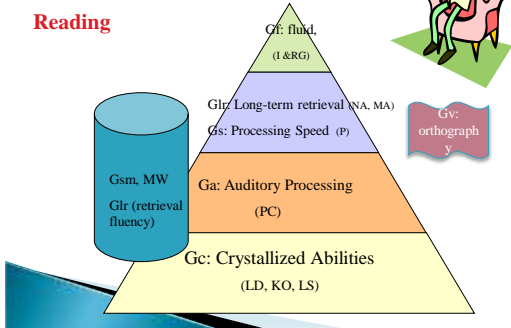 Reading
Gf: fluid,
(I &RG)
Glr: Long-term retrieval (NA, MA)
Gs: Processing Speed (P)
Gv:
orthograph
y
Gsm, MW
Glr (retrieval
fluency)
Ga: Auditory Processing
(PC)
Gc: Crystallized Abilities
(LD, KO, LS)